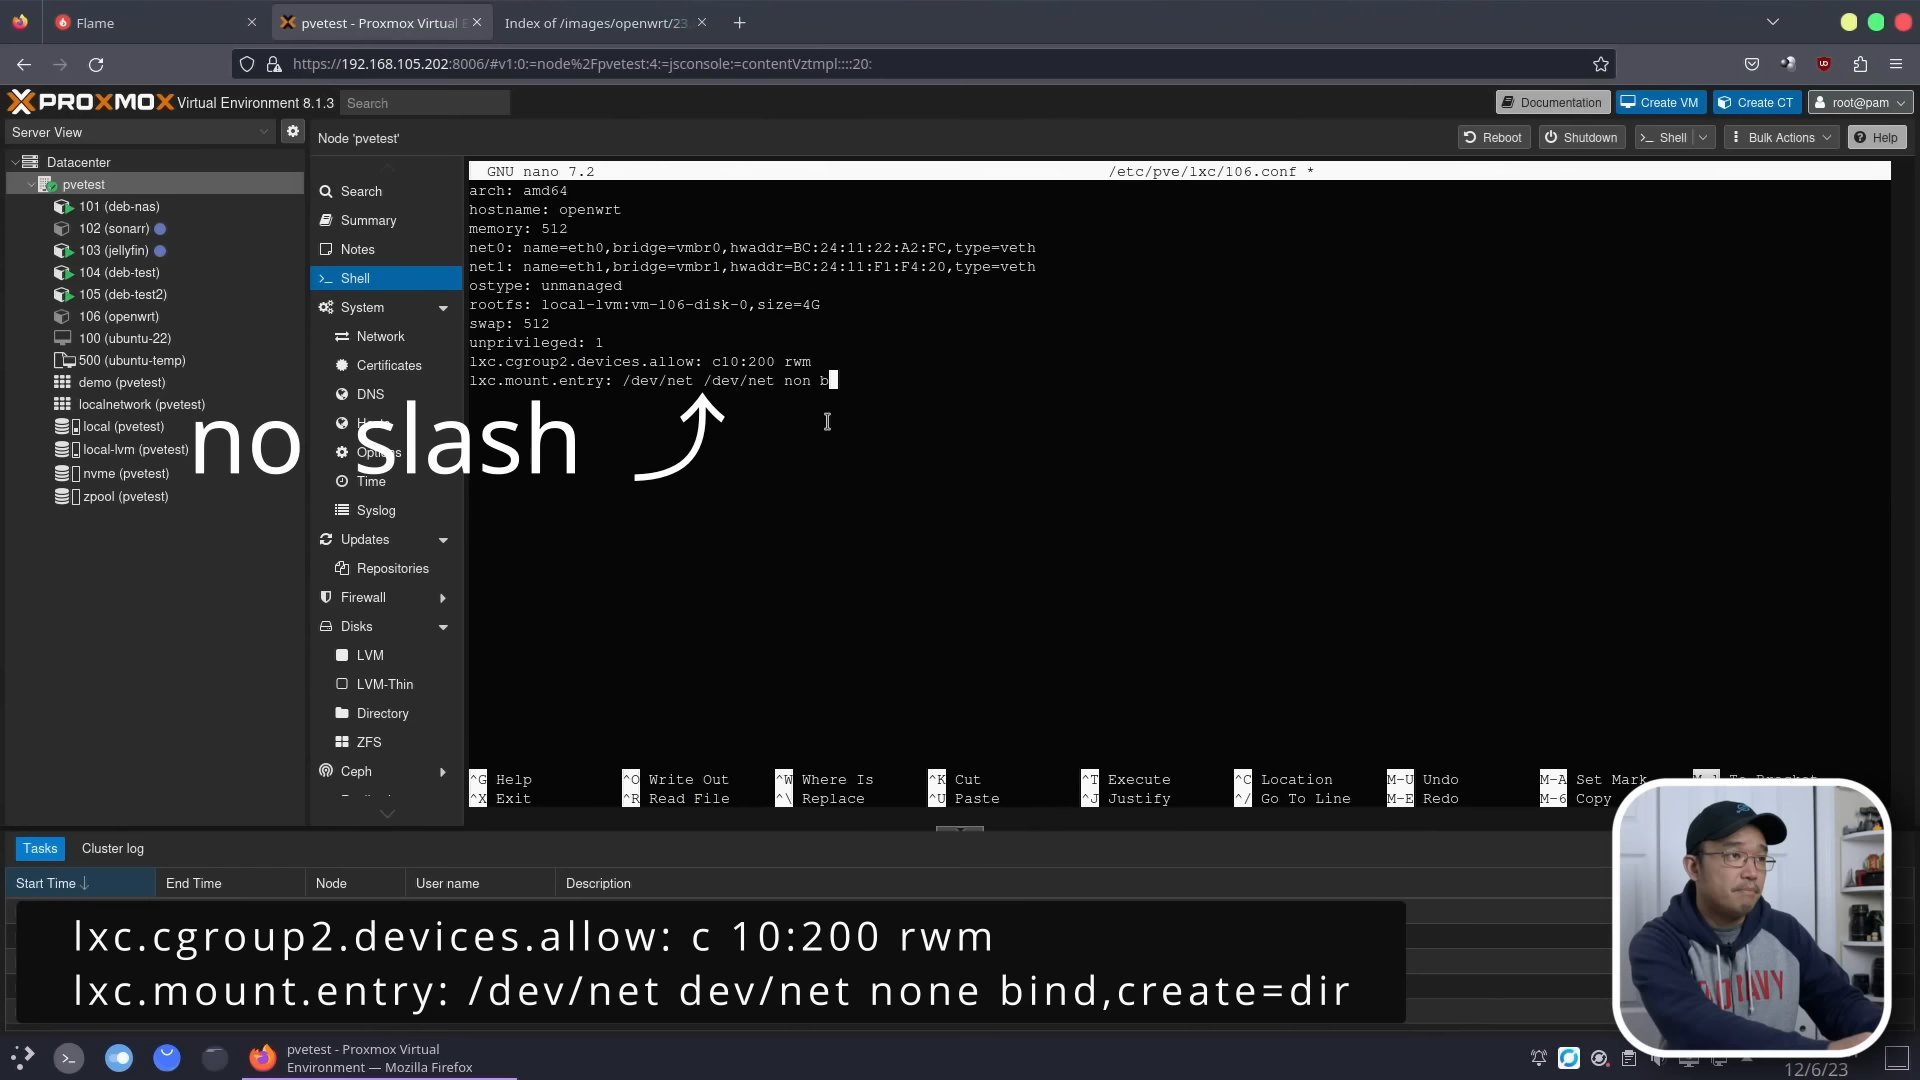 Flame
pvetest - Proxmox Virtual E
Index of /images/openwrt/23
https://192.168.105.202:8006/#v1:0:=node%2Fpvetest:4:=jsconsole:=contentVztmpl::::20:
PROXMOX Virtual Environment 8.1.3
Search
Documentation
Create VM
Create CT
root@pam
Server View
Node 'pvetest'
Reboot
Shutdown
Shell
Bulk Actions
Help
Datacenter
pvetest
101 (deb-nas)
102 (sonarr)
103 (jellyfin)
104 (deb-test)
105 (deb-test2)
106 (openwrt)
100 (ubuntu-22)
500 (ubuntu-temp)
demo (pvetest)
localnetwork (pvetest)
local (pvetest)
local-lvm (pvetest)
nvme (pvetest)
zpool (pvetest)
Search
Summary
Notes
Shell
System
Network
Certificates
DNS
Time
Syslog
Updates
Repositories
Firewall
Disks
LVM
LVM-Thin
Directory
ZFS
Ceph
GNU nano 7.2
/etc/pve/lxc/106.conf *
arch: amd64
hostname: openwrt
memory: 512
net0: name=eth0,bridge=vmbr0,hwaddr=BC:24:11:22:A2:FC,type=veth
net1: name=eth1,bridge=vmbr1,hwaddr=BC:24:11:F1:F4:20,type=veth
ostype: unmanaged
rootfs: local-lvm:vm-106-disk-0,size=4G
swap: 512
unprivileged: 1
lxc.cgroup2.devices.allow: c10:200 rwm
lxc.mount.entry: /dev/net /dev/net non b
no slash
^G Help ^O Write Out ^W Where Is ^K Cut ^T Execute ^C Location M-U Undo M-A Set Mark
^X Exit ^R Read File ^\ Replace ^U Paste ^J Justify ^/ Go To Line M-E Redo M-6 Copy
Tasks
Cluster log
Start Time
End Time
Node
User name
Description
lxc.cgroup2.devices.allow: c 10:200 rwm
lxc.mount.entry: /dev/net dev/net none bind,create=dir
pvetest - Proxmox Virtual
Environment — Mozilla Firefox
12/6/23